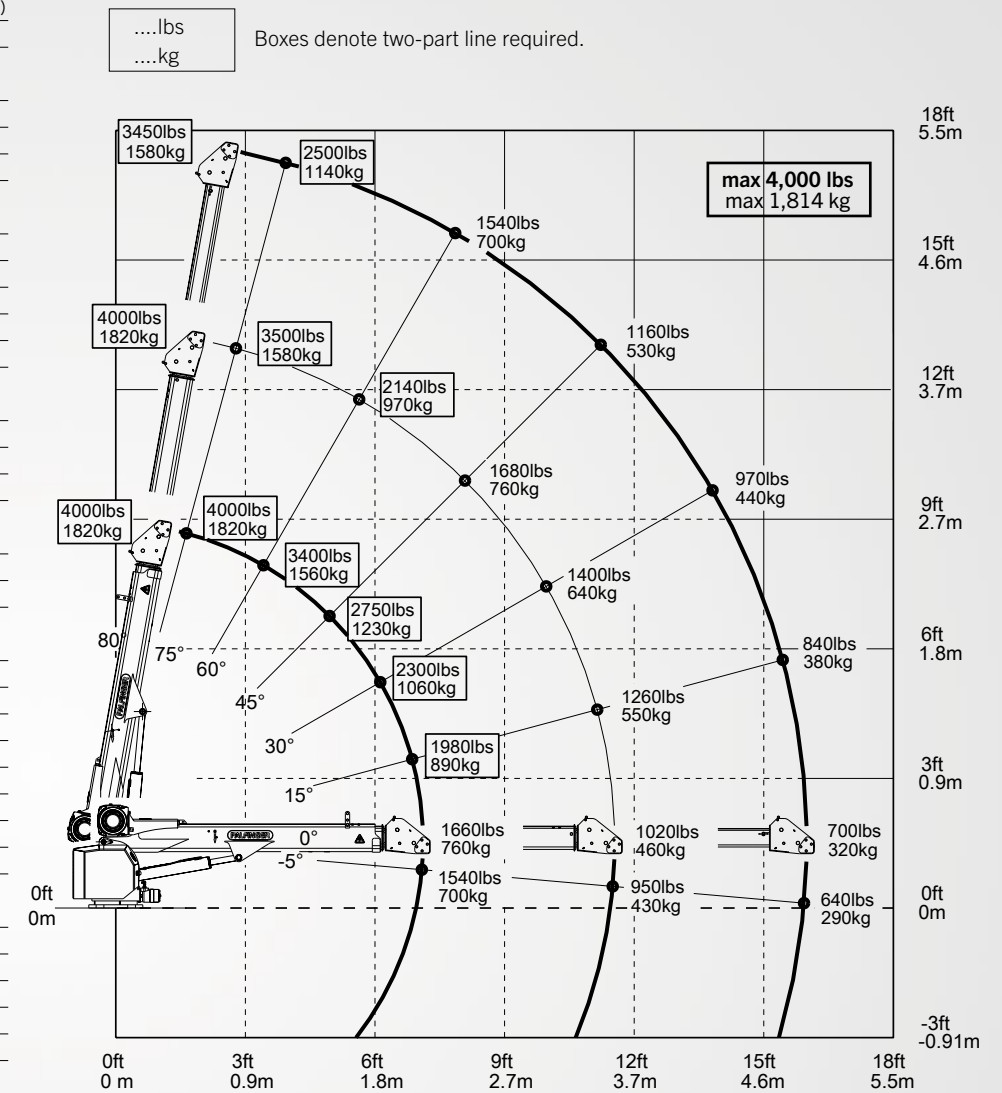 )
....lbs
....kg
Boxes denote two-part line required.
18ft
5.5m
3450lbs
1580kg
2500lbs
1140kg
max 4,000 lbs
max 1,814 kg
1540lbs
700kg
15ft
4.6m
4000lbs
1820kg
3500lbs
1580kg
1160lbs
530kg
12ft
3.7m
2140lbs
970kg
1680lbs
760kg
970lbs
440kg
9ft
2.7m
4000lbs
1820kg
4000lbs
1820kg
3400lbs
1560kg
1400lbs
640kg
2750lbs
1230kg
80
75°
60°
45°
30°
15°
0°
-5°
6ft
1.8m
840lbs
380kg
2300lbs
1060kg
1260lbs
550kg
1980lbs
890kg
3ft
0.9m
PALFINGER
PALFINGER
1660lbs
760kg
1020lbs
460kg
700lbs
320kg
1540lbs
700kg
950lbs
430kg
640lbs
290kg
0ft
0m
0ft
0m
-3ft
-0.91m
0ft
0 m
3ft
0.9m
6ft
1.8m
9ft
2.7m
12ft
3.7m
15ft
4.6m
18ft
5.5m